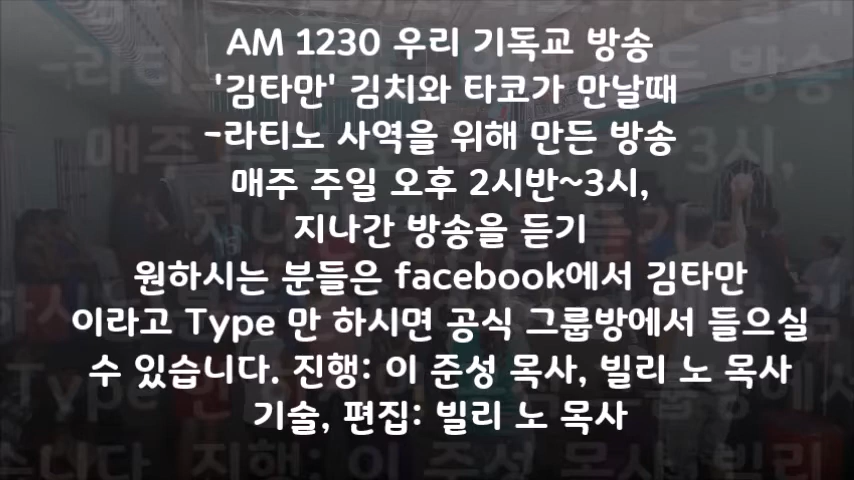 AM 1230 우리 기독교 방송
'김타만' 김치와 타코가 만날때
-라티노 사역을 위해 만든 방송
매주 주일 오후 2시반~3시,
지나간 방송을 듣기
원하시는 분들은 facebook에서 김타만
이라고 Type 만 하시면 공식 그룹방에서 들으실
수 있습니다. 진행: 이 준성 목사, 빌리 노 목사
기술, 편집: 빌리 노 목사